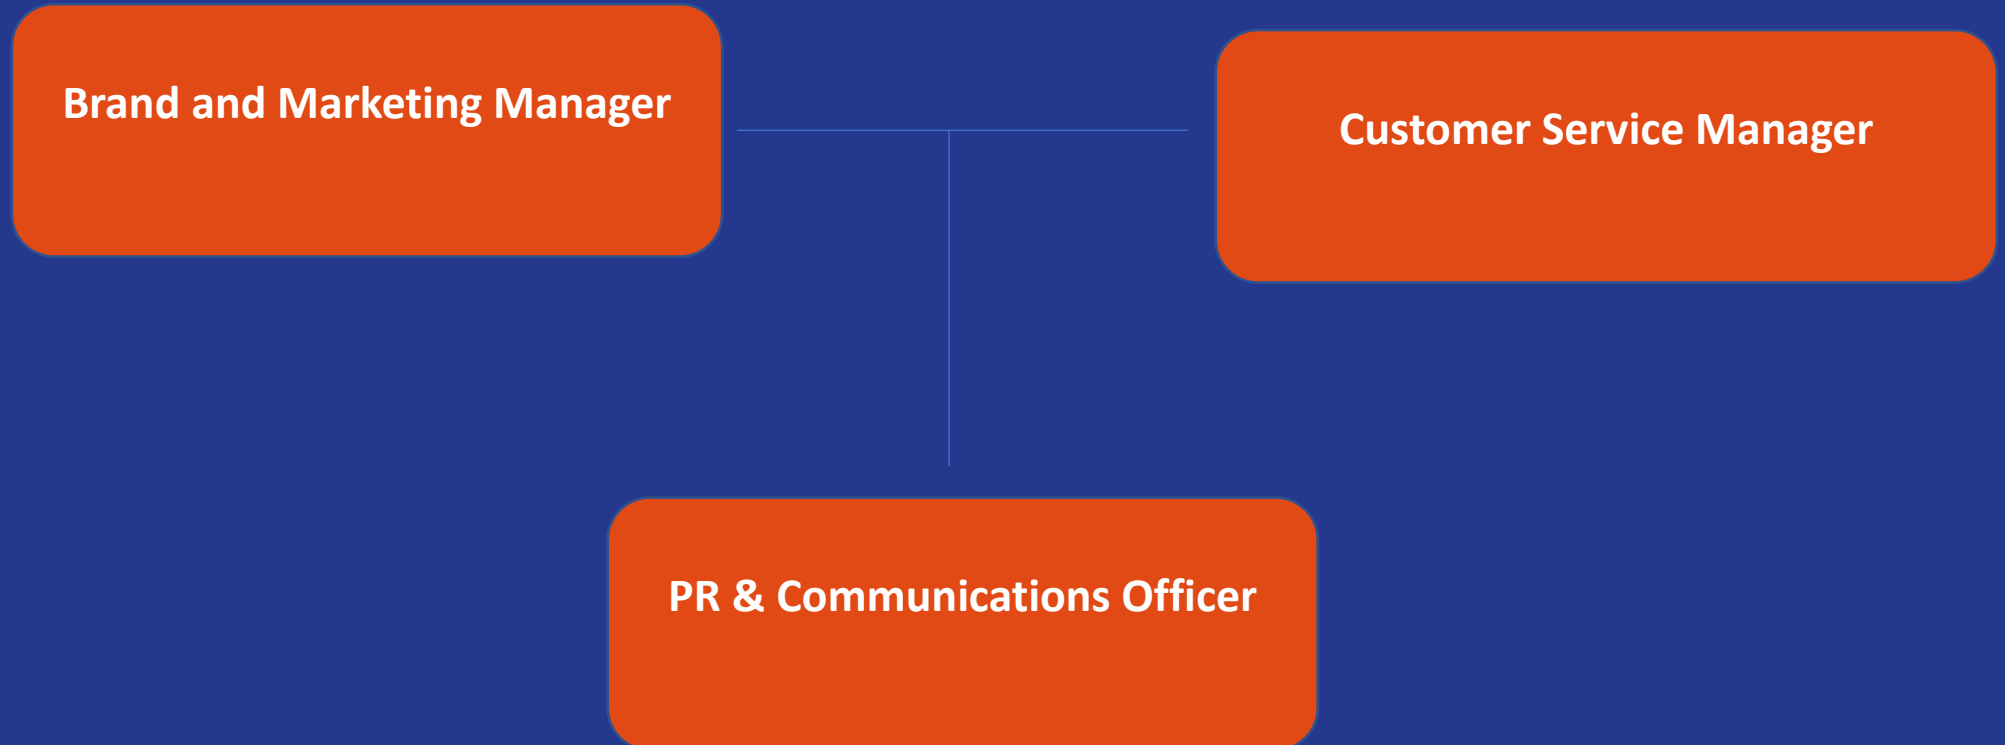 Brand and Marketing Manager
Customer Service Manager
PR & Communications Officer